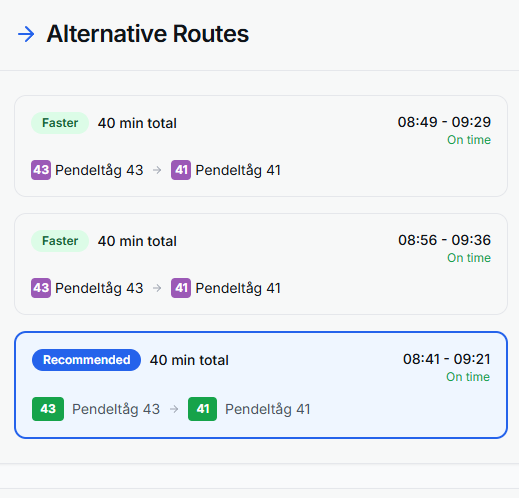 → Alternative Routes
Faster 40 min total 08:49 - 09:29
On time
43 Pendeltåg 43 → 41 Pendeltåg 41
Faster 40 min total 08:56 - 09:36
On time
43 Pendeltåg 43 → 41 Pendeltåg 41
Recommended 40 min total 08:41 - 09:21
On time
43 Pendeltåg 43 → 41 Pendeltåg 41